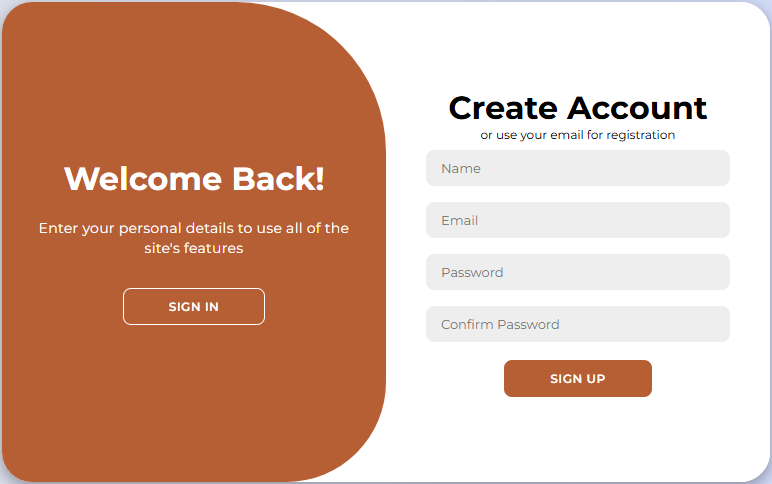 Welcome Back!
Enter your personal details to use all of the
site's features
SIGN IN
Create Account
or use your email for registration
Name
Email
Password
Confirm Password
SIGN UP